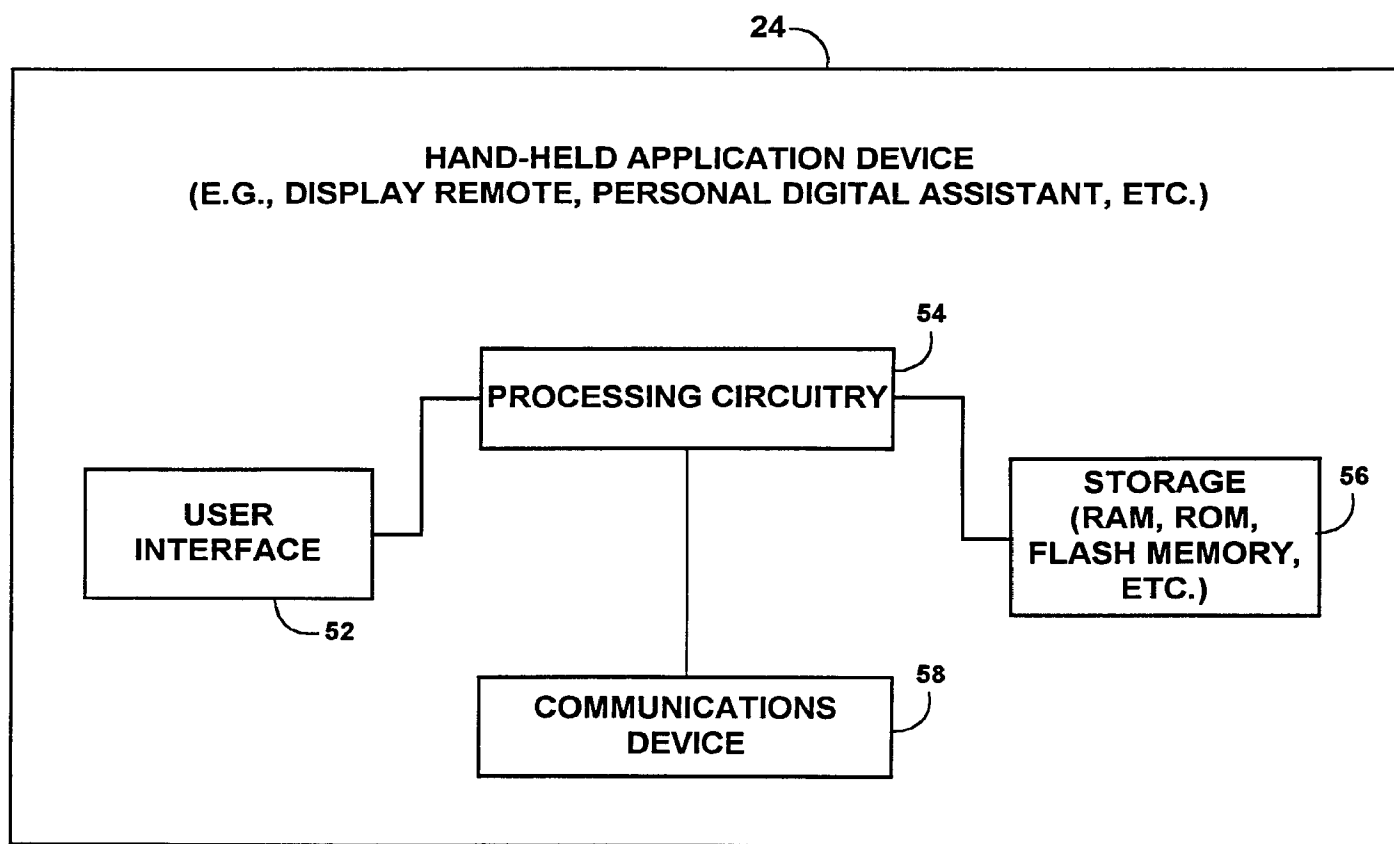 24
HAND-HELD APPLICATION DEVICE
(E.G., DISPLAY REMOTE, PERSONAL DIGITAL ASSISTANT, ETC.)
54
PROCESSING CIRCUITRY
USER
INTERFACE
52
STORAGE
(RAM, ROM,
FLASH MEMORY,
ETC.)
56
COMMUNICATIONS
DEVICE
58